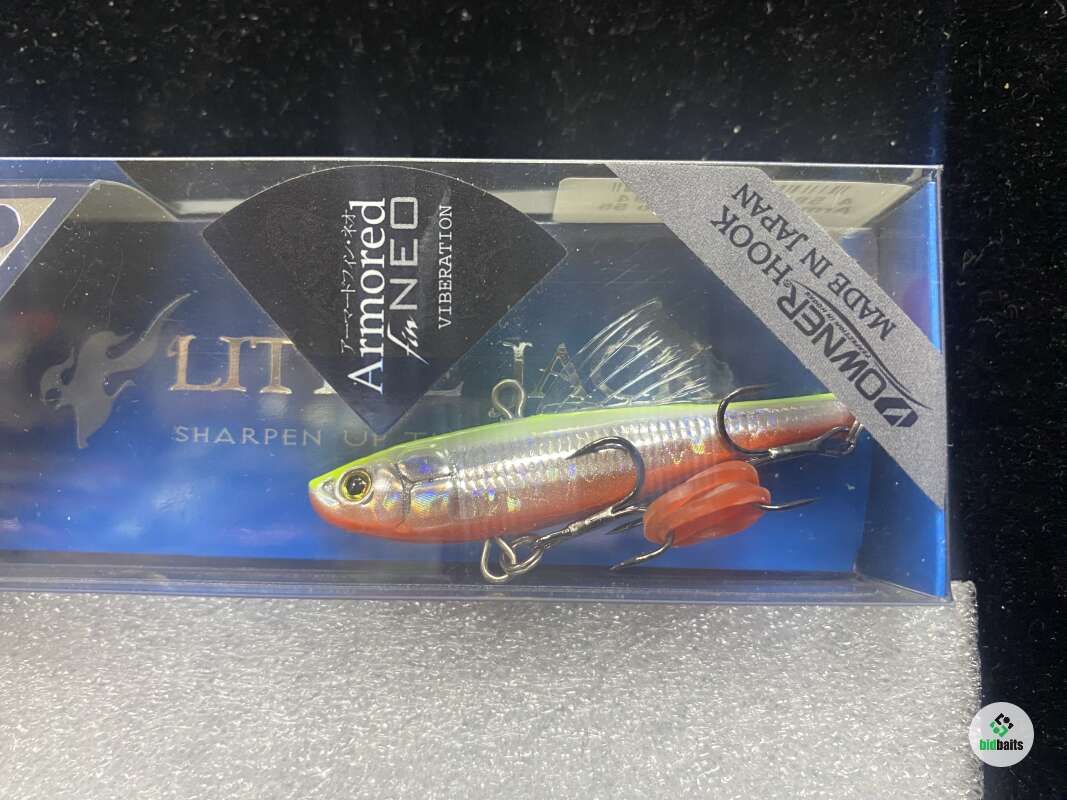 アーマードフィン・ネオ
Armored
fin NEO
VIBERATION
OWNER HOOK
MADE IN JAPAN
SHARPEN UP
bidbaits